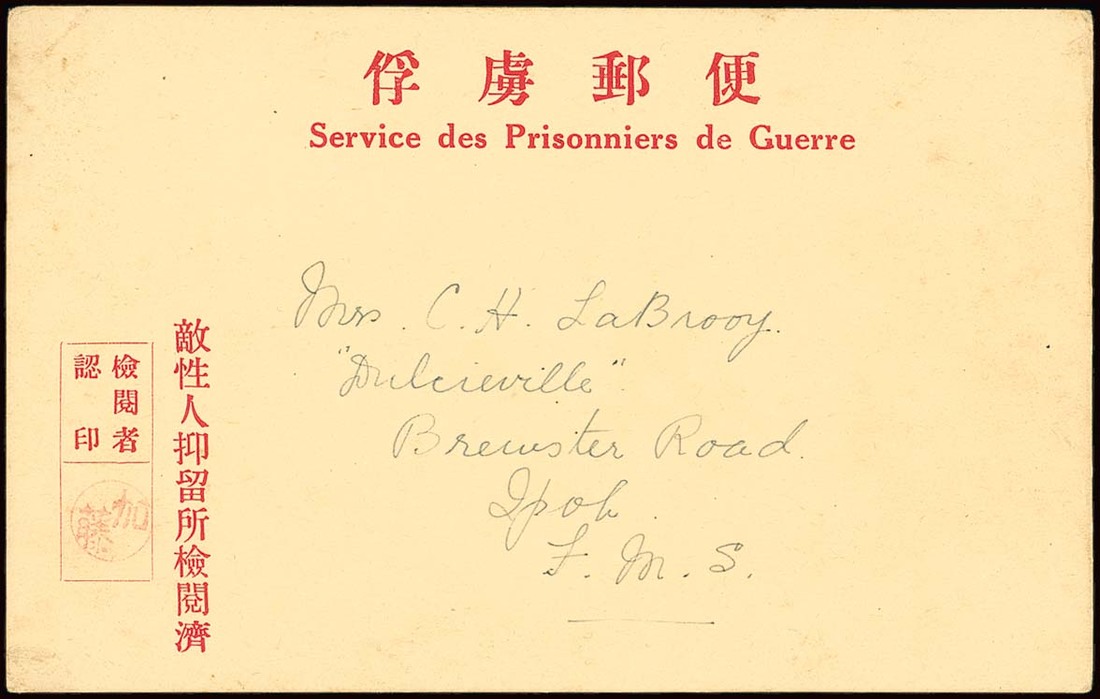 俘虜郵便
Service des Prisonniers de Guerre
Mrs. C. H. LaBrooy.
"Dulcieville".
Brewster Road.
Ipoh.
F. M. S.
敵性人抑留所檢閲濟
檢閲者
認印
加藤